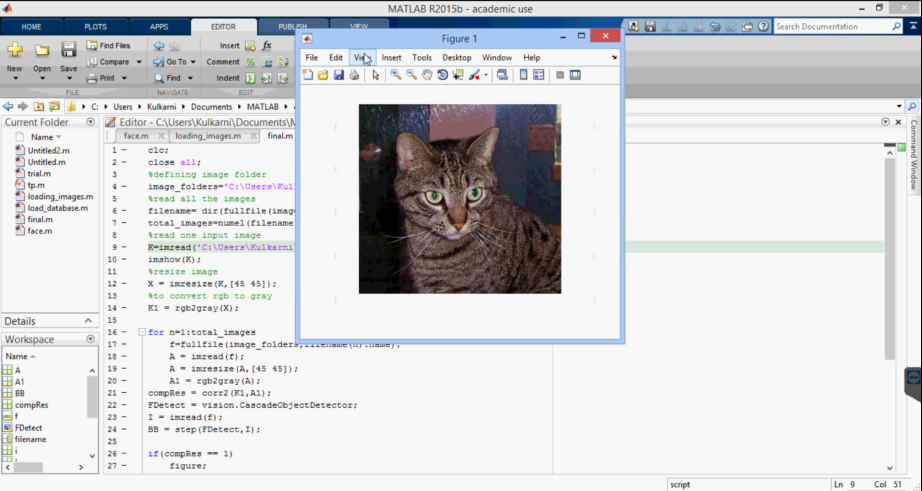 MATLAB R2015b - academic use
HOME PLOTS APPS EDITOR PUBLISH VIEW
Search Documentation
New Open Save
Find Files
Compare
Print
Go To
Find
Insert fx
Comment
Indent
FILE NAVIGATE EDIT
C: Users Kulkarni Documents MATLAB
Current Folder
Name
Untitled2.m
Untitled.m
trial.m
tp.m
loading_images.m
load_database.m
final.m
face.m
Details
Workspace
Name
A
A1
BB
compRes
f
FDetect
filename
i
Editor - C:\Users\Kulkarni\Documents\M
face.m loading_images.m final.m
1 clc;
2 close all;
3 %defining image folder
4 image_folders='C:\Users\Kul
5 %read all the images
6 filename= dir(fullfile(imag
7 total_images=numel(filename
8 %read one input image
9 K=imread('C:\Users\Kulkarni
10 imshow(K);
11 %resize image
12 X = imresize(K,[45 45]);
13 %to convert rgb to gray
14 K1 = rgb2gray(X);
15
16 for n=1:total_images
17 f=fullfile(image_folders,filename(n).name);
18 A = imread(f);
19 A = imresize(A,[45 45]);
20 A1 = rgb2gray(A);
21 compRes = corr2(K1,A1);
22 FDetect = vision.CascadeObjectDetector;
23 I = imread(f);
24 BB = step(FDetect,I);
25
26 if(compRes == 1)
27 figure;
Figure 1
File Edit View Insert Tools Desktop Window Help
Command Window
script Ln 9 Col 51